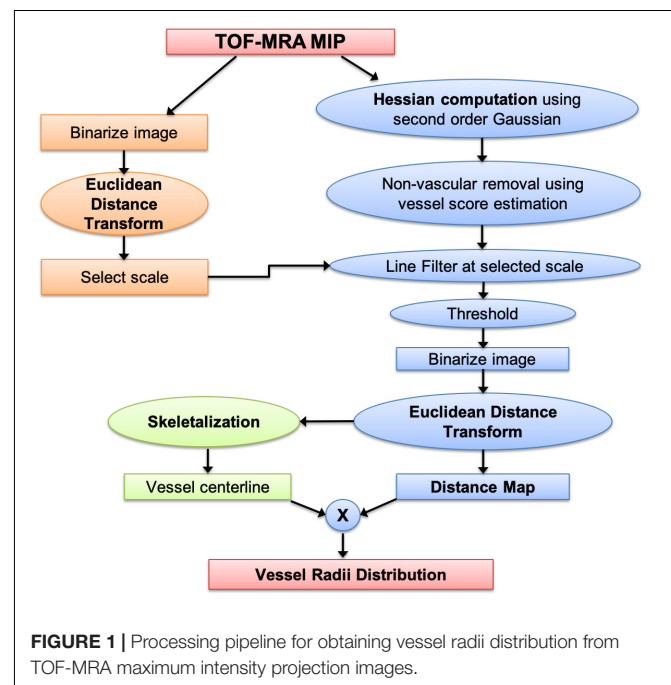 TOF-MRA MIP
Binarize image
Euclidean
Distance
Transform
Select scale
Hessian computation using
second order Gaussian
Non-vascular removal using
vessel score estimation
Line Filter at selected scale
Threshold
Binarize image
Euclidean Distance
Transform
Skeletalization
Vessel centerline
Distance Map
X
Vessel Radii Distribution
FIGURE 1 | Processing pipeline for obtaining vessel radii distribution from
TOF-MRA maximum intensity projection images.